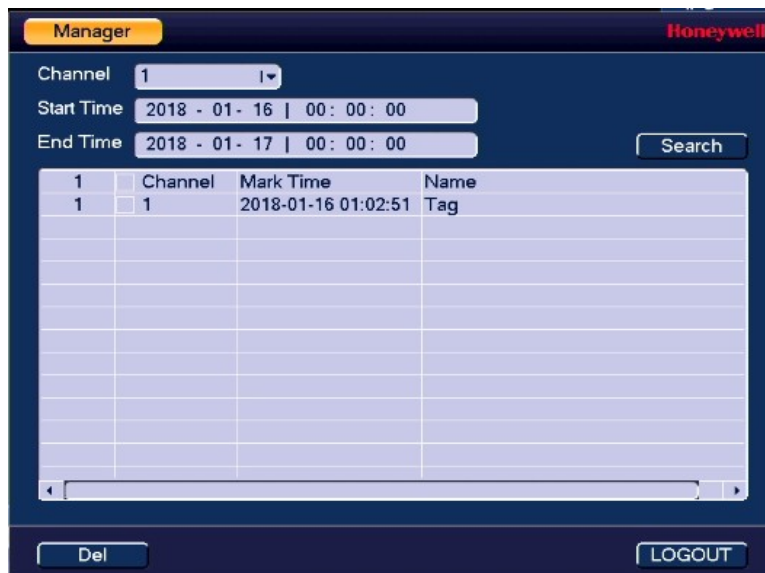 Manager
Honeywell
Channel 1
Start Time 2018 - 01 - 16 | 00 : 00 : 00
End Time 2018 - 01 - 17 | 00 : 00 : 00
Search
1 Channel Mark Time Name
1 1 2018-01-16 01:02:51 Tag
Del
LOGOUT